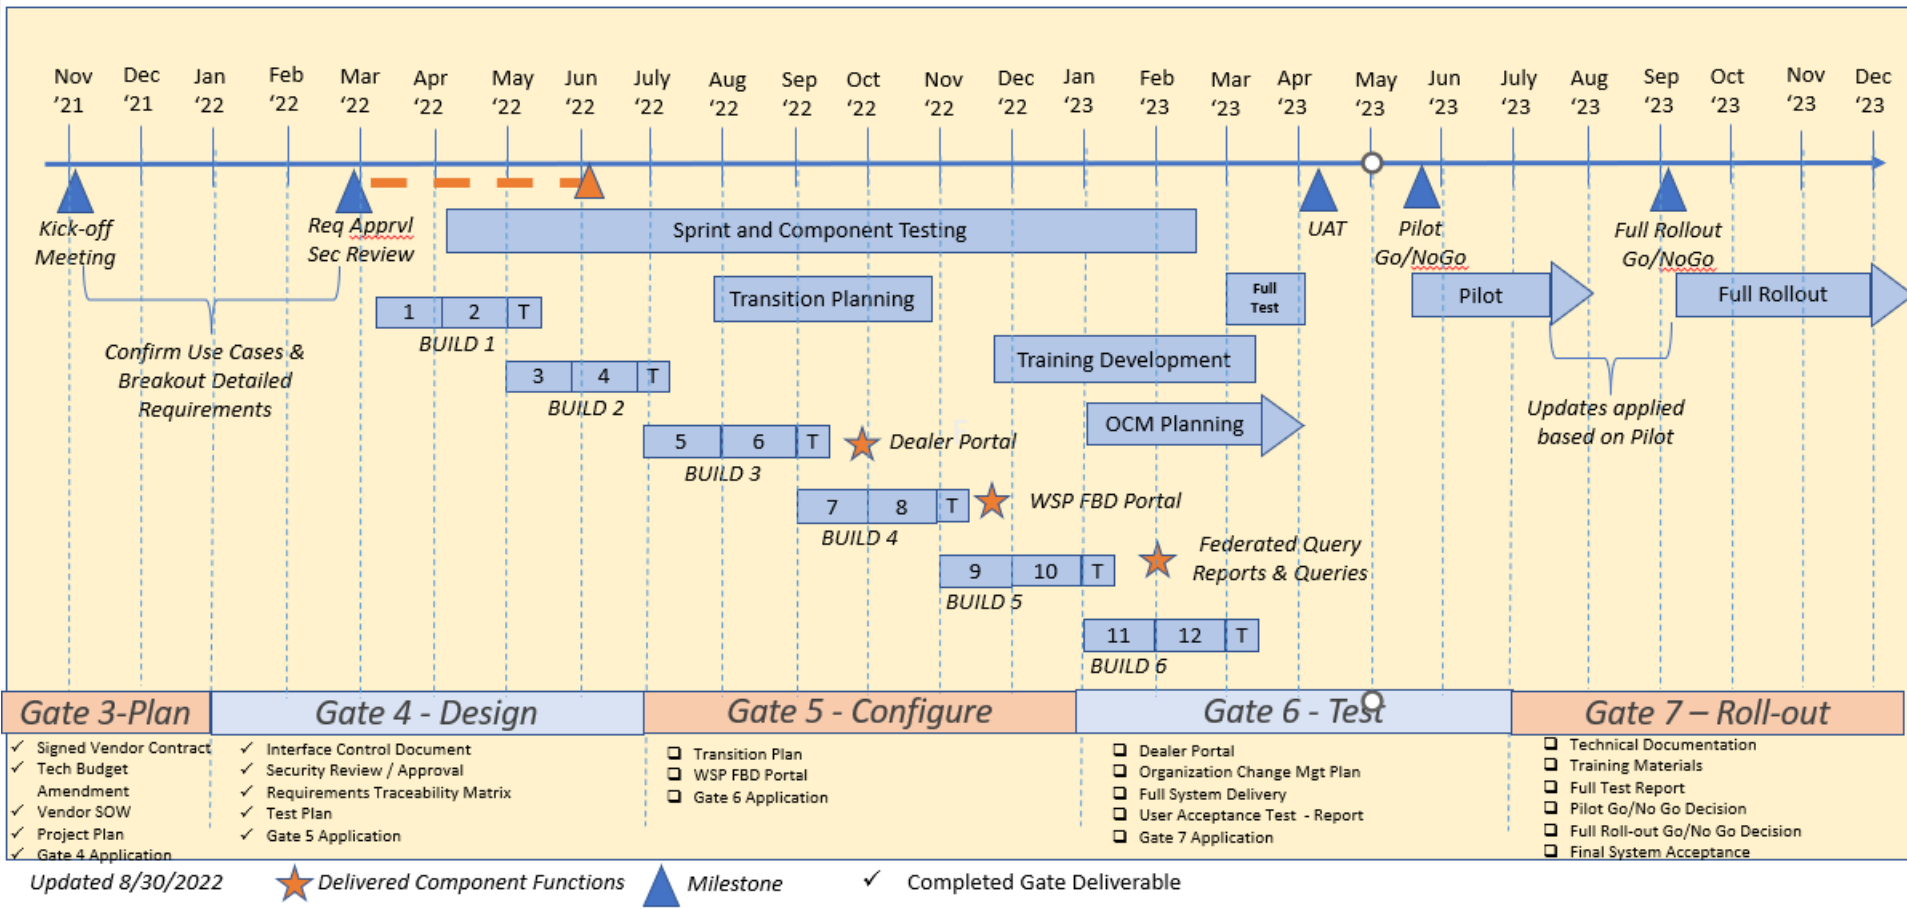 Nov Dec Jan Feb Mar Apr May Jun July Aug Sep Oct Nov Dec Jan Feb Mar Apr May Jun July Aug Sep Oct Nov Dec
‘21 ‘21 ‘22 ‘22 ‘22 ‘22 ‘22 ‘22 ‘22 ‘22 ‘22 ‘22 ‘22 ‘22 ‘23 ‘23 ‘23 ‘23 ‘23 ‘23 ‘23 ‘23 ‘23 ‘23 ‘23 ‘23
Kick-off
Meeting
Req Apprvl
Sec Review
Sprint and Component Testing
UAT
Pilot
Go/NoGo
Full Rollout
Go/NoGo
Transition Planning
Full
Test
Pilot
Full Rollout
1 2 T
BUILD 1
Confirm Use Cases &
Breakout Detailed
Requirements
Training Development
3 4 T
BUILD 2
OCM Planning
Updates applied
based on Pilot
5 6 T
BUILD 3
Dealer Portal
7 8 T
BUILD 4
WSP FBD Portal
Federated Query
Reports & Queries
9 10 T
BUILD 5
11 12 T
BUILD 6
Gate 3-Plan
✓ Signed Vendor Contract
✓ Tech Budget
Amendment
✓ Vendor SOW
✓ Project Plan
✓ Gate 4 Application
Gate 4 - Design
✓ Interface Control Document
✓ Security Review / Approval
✓ Requirements Traceability Matrix
✓ Test Plan
✓ Gate 5 Application
Gate 5 - Configure
❑ Transition Plan
❑ WSP FBD Portal
❑ Gate 6 Application
Gate 6 - Test
❑ Dealer Portal
❑ Organization Change Mgt Plan
❑ Full System Delivery
❑ User Acceptance Test - Report
❑ Gate 7 Application
Gate 7 – Roll-out
❑ Technical Documentation
❑ Training Materials
❑ Full Test Report
❑ Pilot Go/No Go Decision
❑ Full Roll-out Go/No Go Decision
❑ Final System Acceptance
Updated 8/30/2022
Delivered Component Functions
Milestone
✓ Completed Gate Deliverable